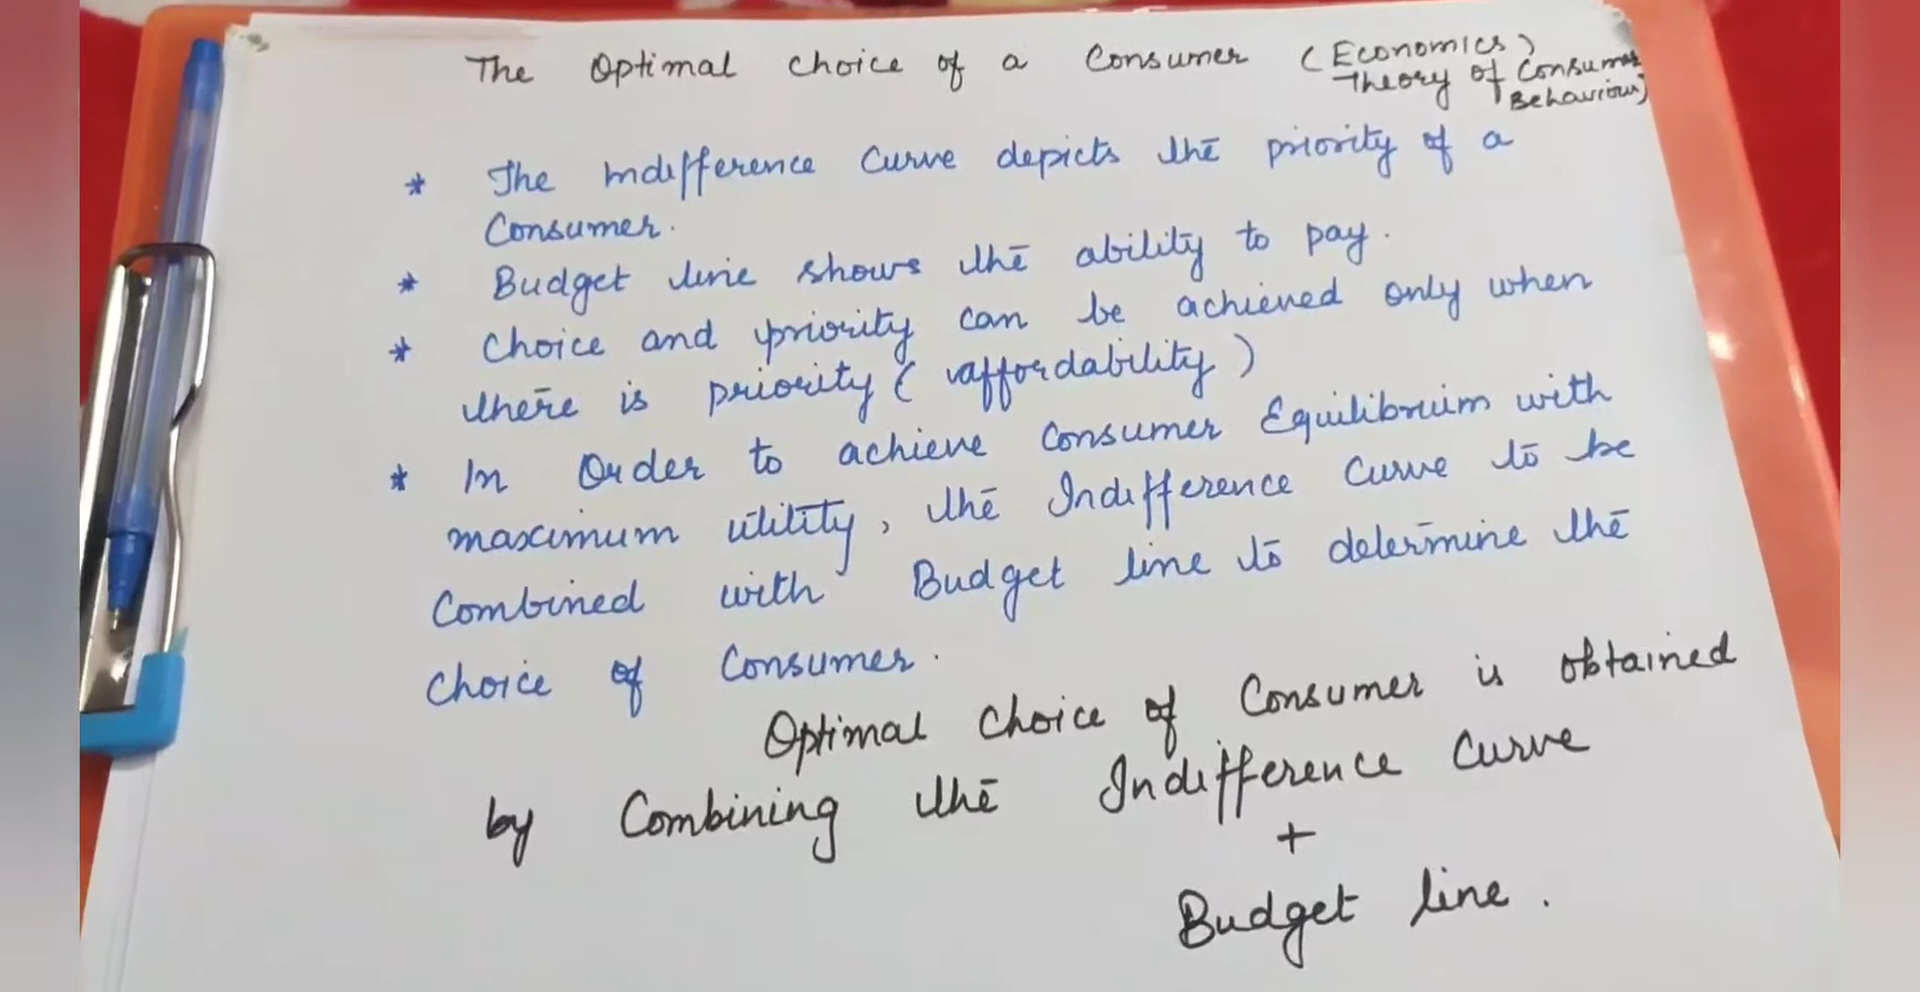 The Optimal choice of a Consumer (Economics)
Theory of Consumer
Behaviour)
* The Indifference Curve depicts the priority of a
Consumer.
* Budget line shows the ability to pay.
* Choice and priority can be achieved only when
there is priority (affordability)
* In Order to achieve Consumer Equilibruim with
maximum utility, the Indifference Curve to be
Combined with Budget line to determine the
Choice of Consumer.
Optimal Choice of Consumer is obtained
by Combining the Indifference Curve
+
Budget line.